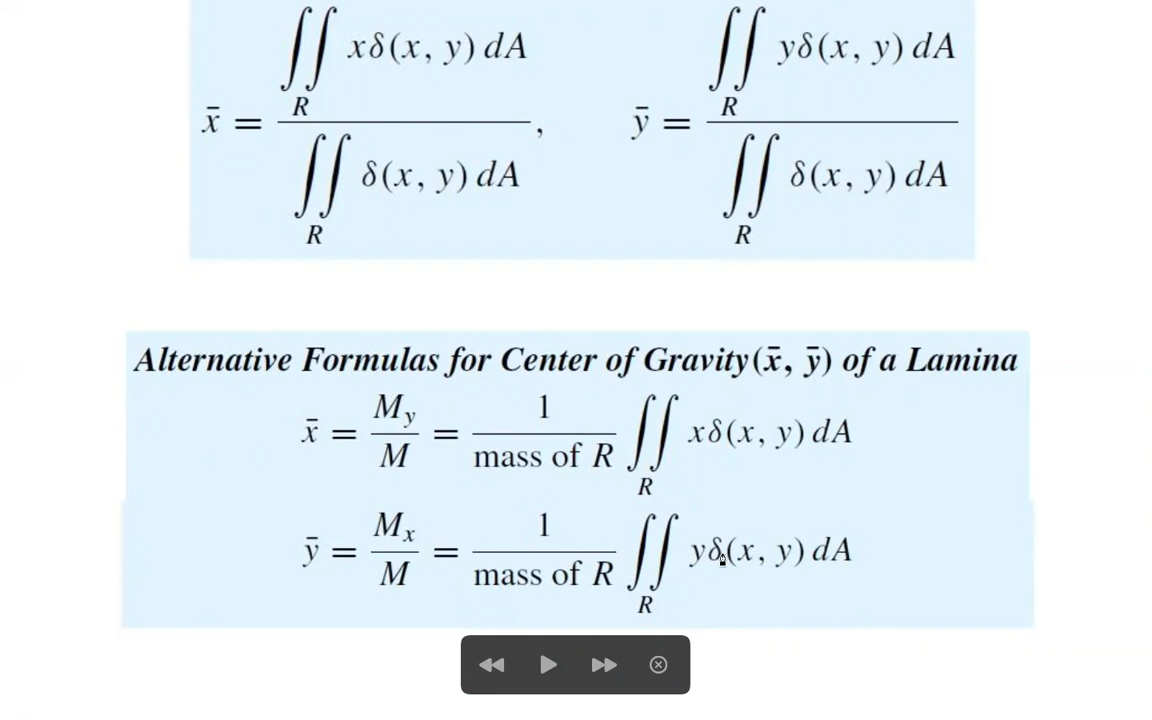 x̄ = ∬_R xδ(x, y) dA / ∬_R δ(x, y) dA, ȳ = ∬_R yδ(x, y) dA / ∬_R δ(x, y) dA
Alternative Formulas for Center of Gravity(x̄, ȳ) of a Lamina
x̄ = M_y / M = 1 / mass of R ∬_R xδ(x, y) dA
ȳ = M_x / M = 1 / mass of R ∬_R yδ(x, y) dA